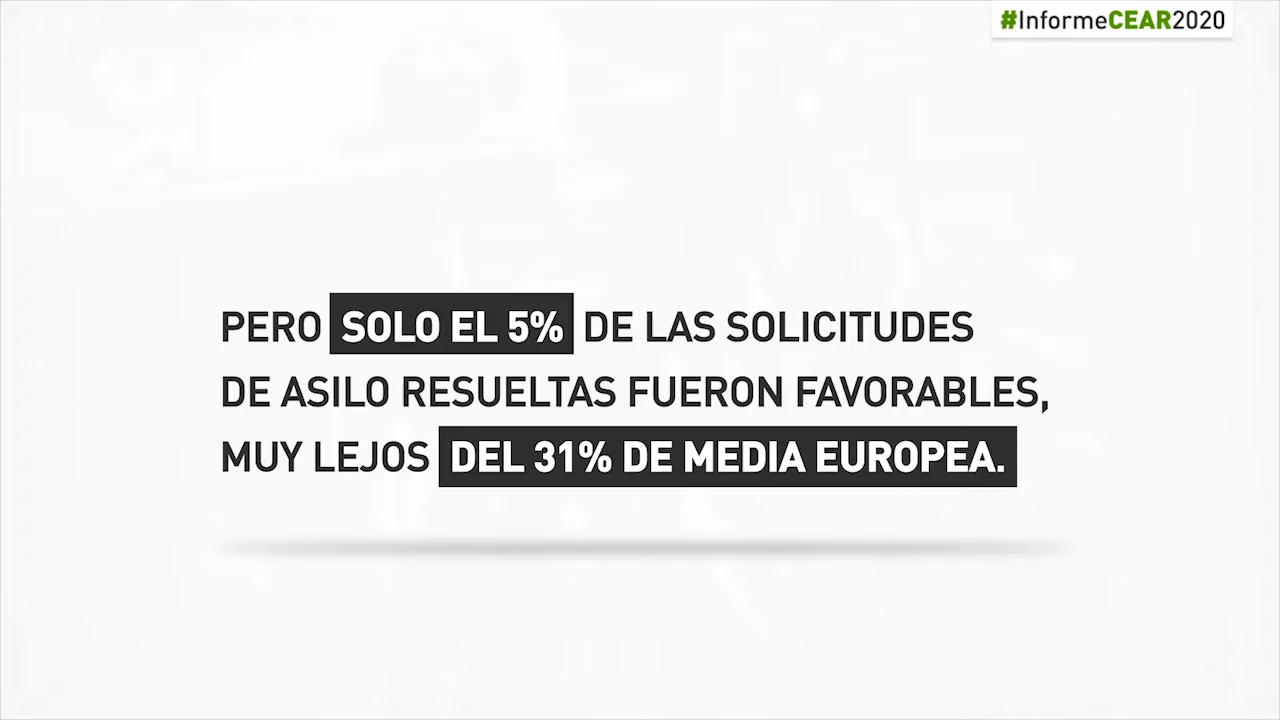 #InformeCEAR2020
PERO SOLO EL 5% DE LAS SOLICITUDES
DE ASILO RESUELTAS FUERON FAVORABLES,
MUY LEJOS DEL 31% DE MEDIA EUROPEA.